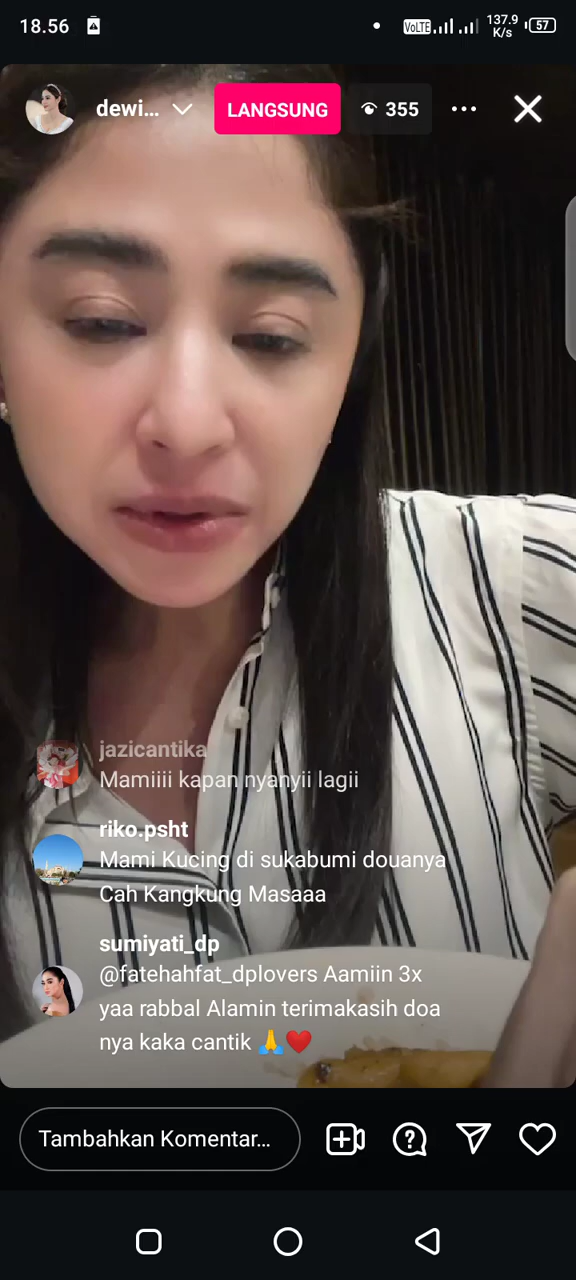 18.56
VoLTE
137.9
K/s
57
dewi...
LANGSUNG
355
jazicantika
Mamiiii kapan nyanyii lagii
riko.psht
Mami Kucing di sukabumi douanya
Cah Kangkung Masaaa
sumiyati_dp
@fatehahfat_dplovers Aamiin 3x
yaa rabbal Alamin terimakasih doa
nya kaka cantik 🙏❤️
Tambahkan Komentar...